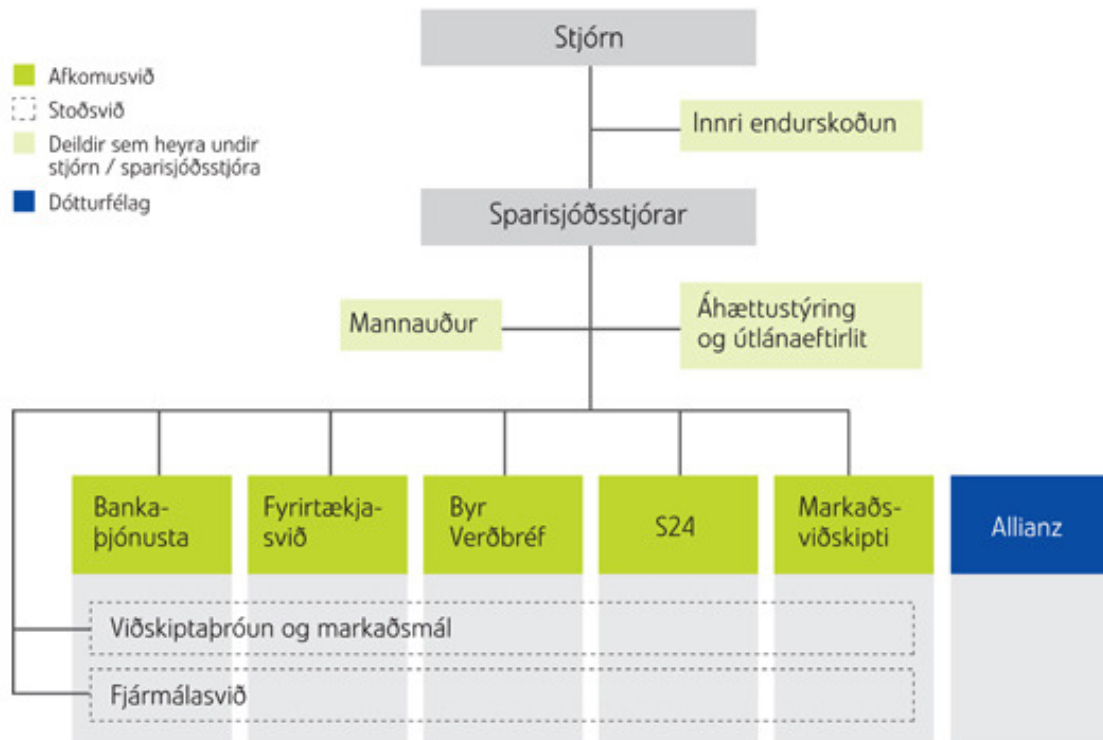 Stjórn
Afkomusvið
Stoðsvið
Deildir sem heyra undir
stjórn / sparisjóðsstjóra
Dótturfélag
Innri endurskoðun
Sparisjóðsstjórar
Mannauður
Áhættustýring
og útlánaeftirlit
Banka-
þjónusta
Fyrirtækja-
svið
Byr
Verðbréf
S24
Markaðs-
viðskipti
Allianz
Viðskiptaþróun og markaðsmál
Fjármálasvið